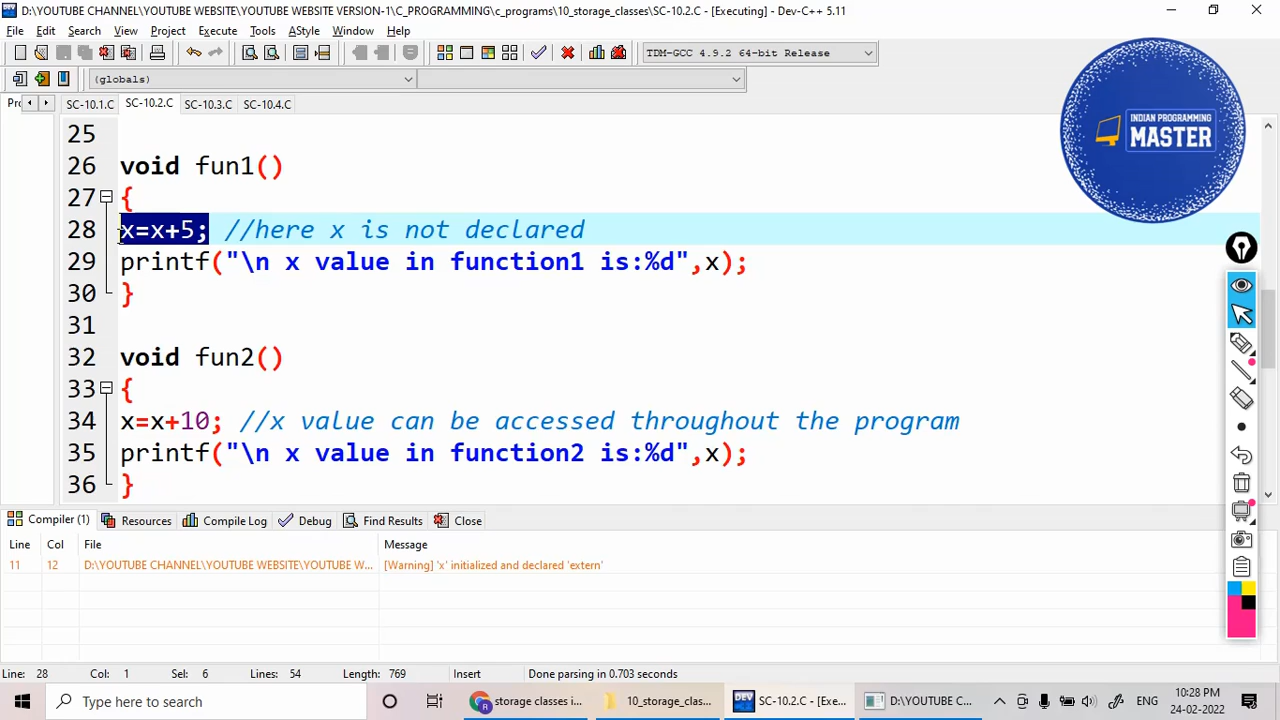 D:\YOUTUBE CHANNEL\YOUTUBE WEBSITE\YOUTUBE WEBSITE VERSION-1\C_PROGRAMMING\c_programs\10_storage_classes\SC-10.2.C - [Executing] - Dev-C++ 5.11
File Edit Search View Project Execute Tools AStyle Window Help
TDM-GCC 4.9.2 64-bit Release
(globals)
Prc SC-10.1.C SC-10.2.C SC-10.3.C SC-10.4.C
INDIAN PROGRAMMING
MASTER
25
26 void fun1()
27 {
28 x=x+5; //here x is not declared
29 printf("\n x value in function1 is:%d",x);
30 }
31
32 void fun2()
33 {
34 x=x+10; //x value can be accessed throughout the program
35 printf("\n x value in function2 is:%d",x);
36 }
Compiler (1) Resources Compile Log Debug Find Results Close
Line Col File Message
11 12 D:\YOUTUBE CHANNEL\YOUTUBE WEBSITE\YOUTUBE W... [Warning] 'x' initialized and declared 'extern'
Line: 28 Col: 1 Sel: 6 Lines: 54 Length: 769 Insert Done parsing in 0.703 seconds
Type here to search
storage classes i...
10_storage_clas...
SC-10.2.C - [Exe...
D:\YOUTUBE C...
10:28 PM
24-02-2022